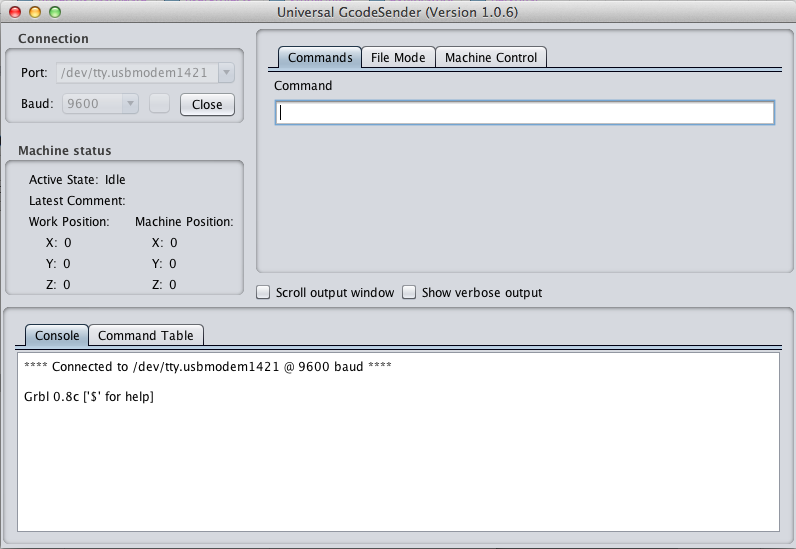 Universal GcodeSender (Version 1.0.6)
Connection
Port: /dev/tty.usbmodem1421
Baud: 9600 Close
Machine status
Active State: Idle
Latest Comment:
Work Position: Machine Position:
X: 0 X: 0
Y: 0 Y: 0
Z: 0 Z: 0
Commands File Mode Machine Control
Command
Scroll output window Show verbose output
Console Command Table
**** Connected to /dev/tty.usbmodem1421 @ 9600 baud ****
Grbl 0.8c ['$' for help]